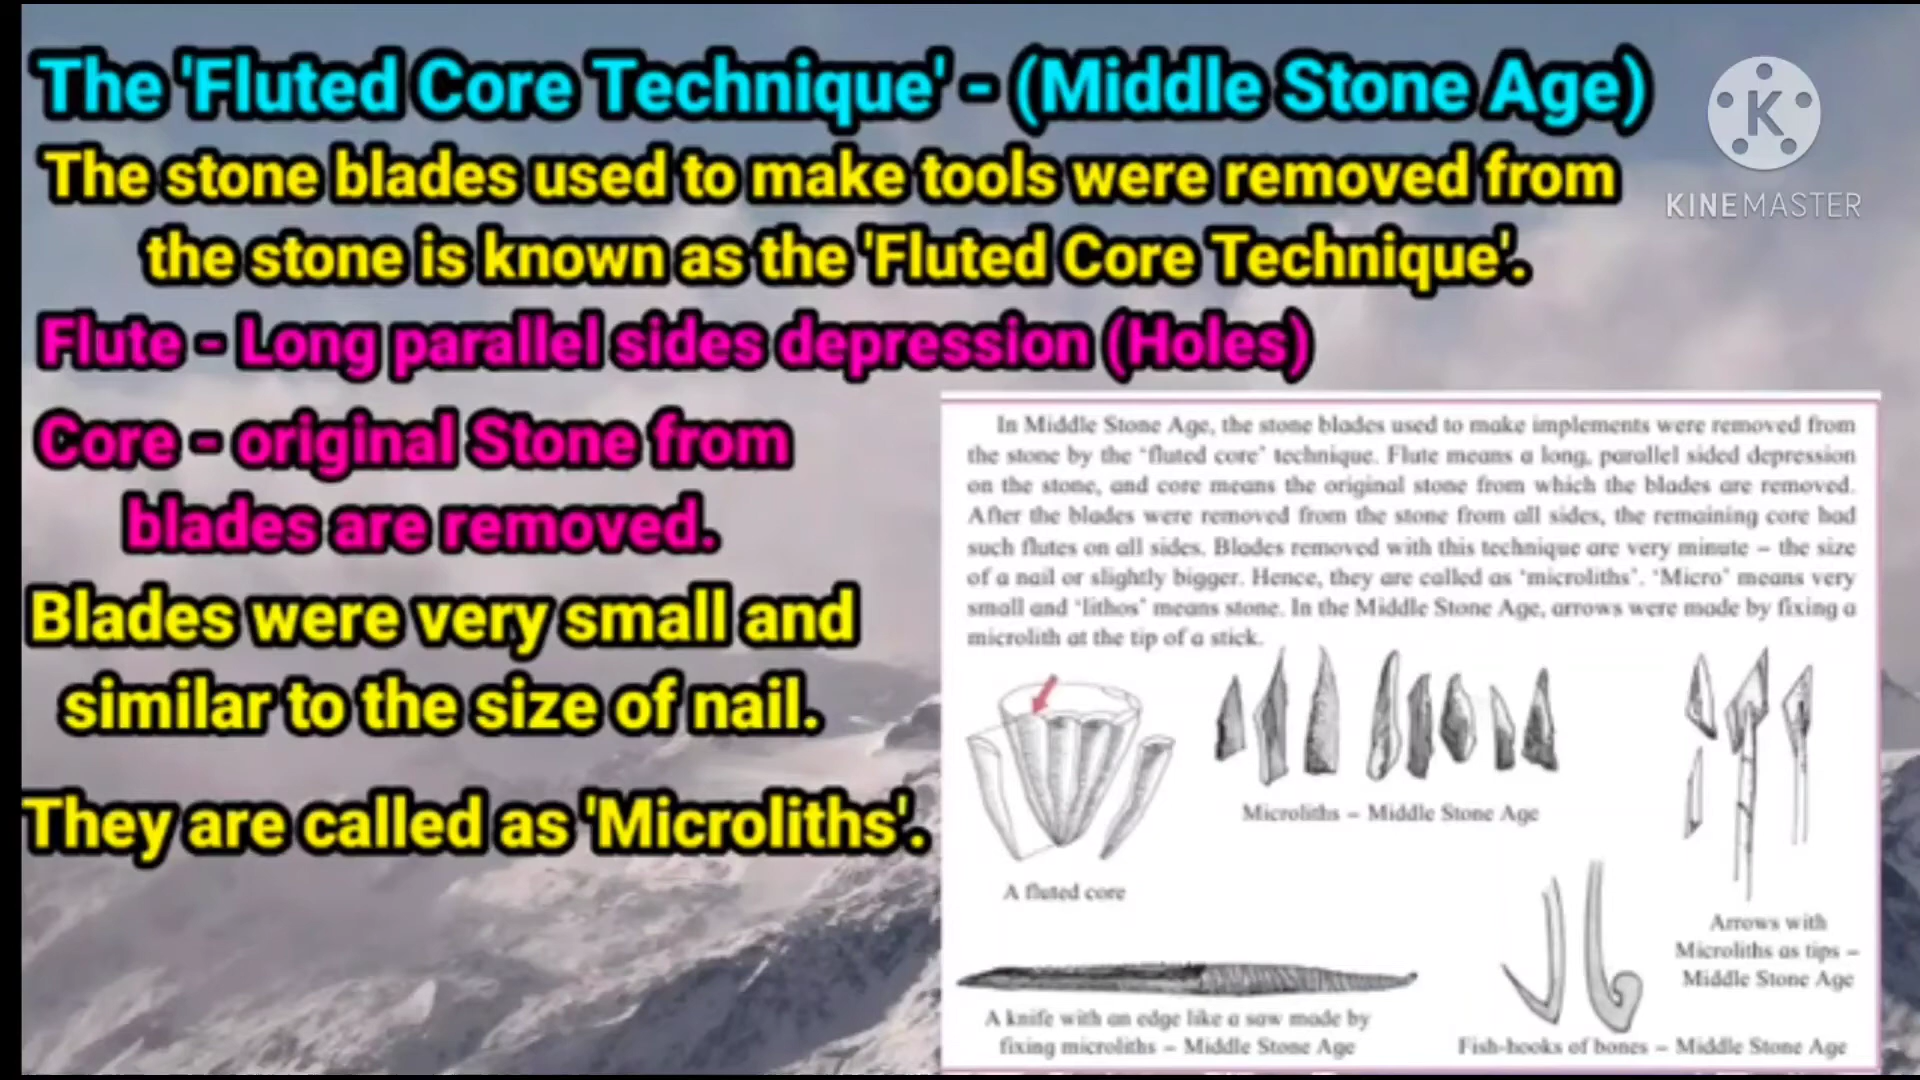 The 'Fluted Core Technique' - (Middle Stone Age)
The stone blades used to make tools were removed from
the stone is known as the 'Fluted Core Technique'.
Flute - Long parallel sides depression (Holes)
Core - original Stone from
blades are removed.
Blades were very small and
similar to the size of nail.
They are called as 'Microliths'.
K
KINEMASTER
In Middle Stone Age, the stone blades used to make implements were removed from
the stone by the 'fluted core' technique. Flute means a long, parallel sided depression
on the stone, and core means the original stone from which the blades are removed.
After the blades were removed from the stone from all sides, the remaining core had
such flutes on all sides. Blades removed with this technique are very minute – the size
of a nail or slightly bigger. Hence, they are called as 'microliths'. 'Micro' means very
small and 'lithos' means stone. In the Middle Stone Age, arrows were made by fixing a
microlith at the tip of a stick.
Microliths – Middle Stone Age
A fluted core
Arrows with
Microliths as tips –
Middle Stone Age
A knife with an edge like a saw made by
fixing microliths – Middle Stone Age
Fish-hooks of bones – Middle Stone Age